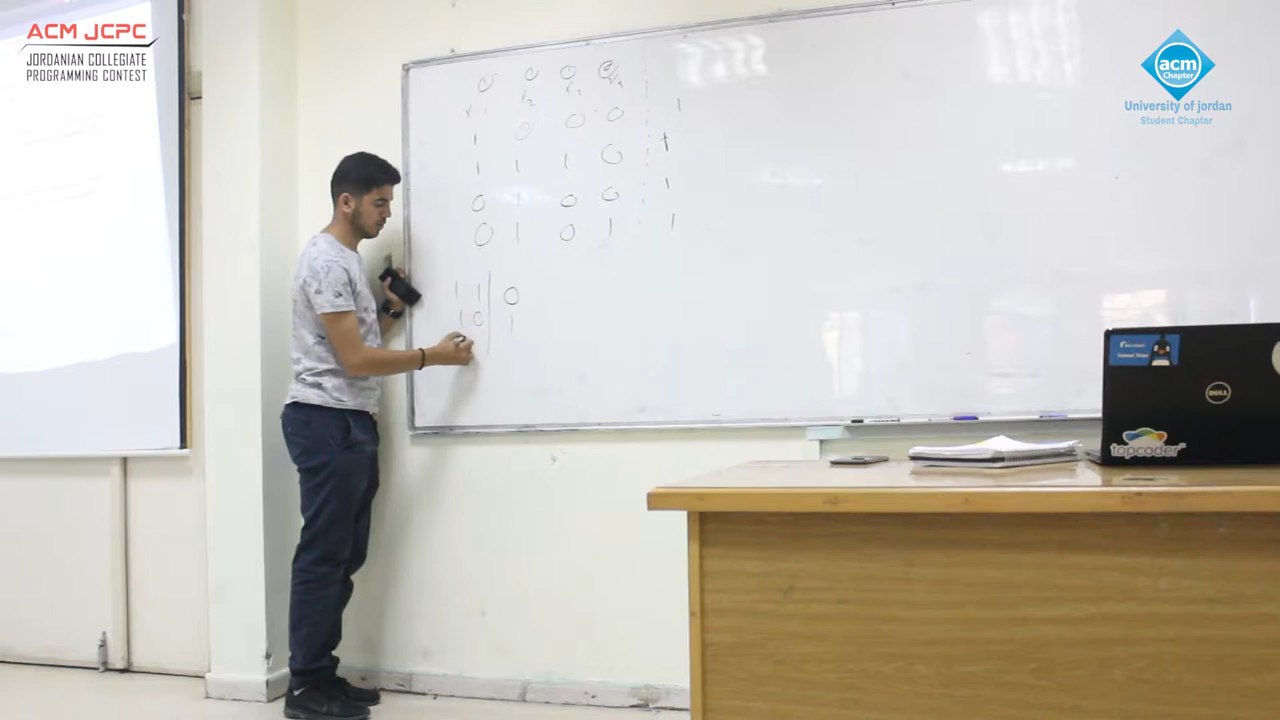 ACM JCPC
JORDANIAN COLLEGIATE
PROGRAMMING CONTEST
acm
Chapter
University of jordan
Student Chapter
0 0 0
1 0 0 0 1
1 1 1 0
0 1 0 0 1
0 1 0 1 1
1 1 0
1 0 1
DELL
topcoder